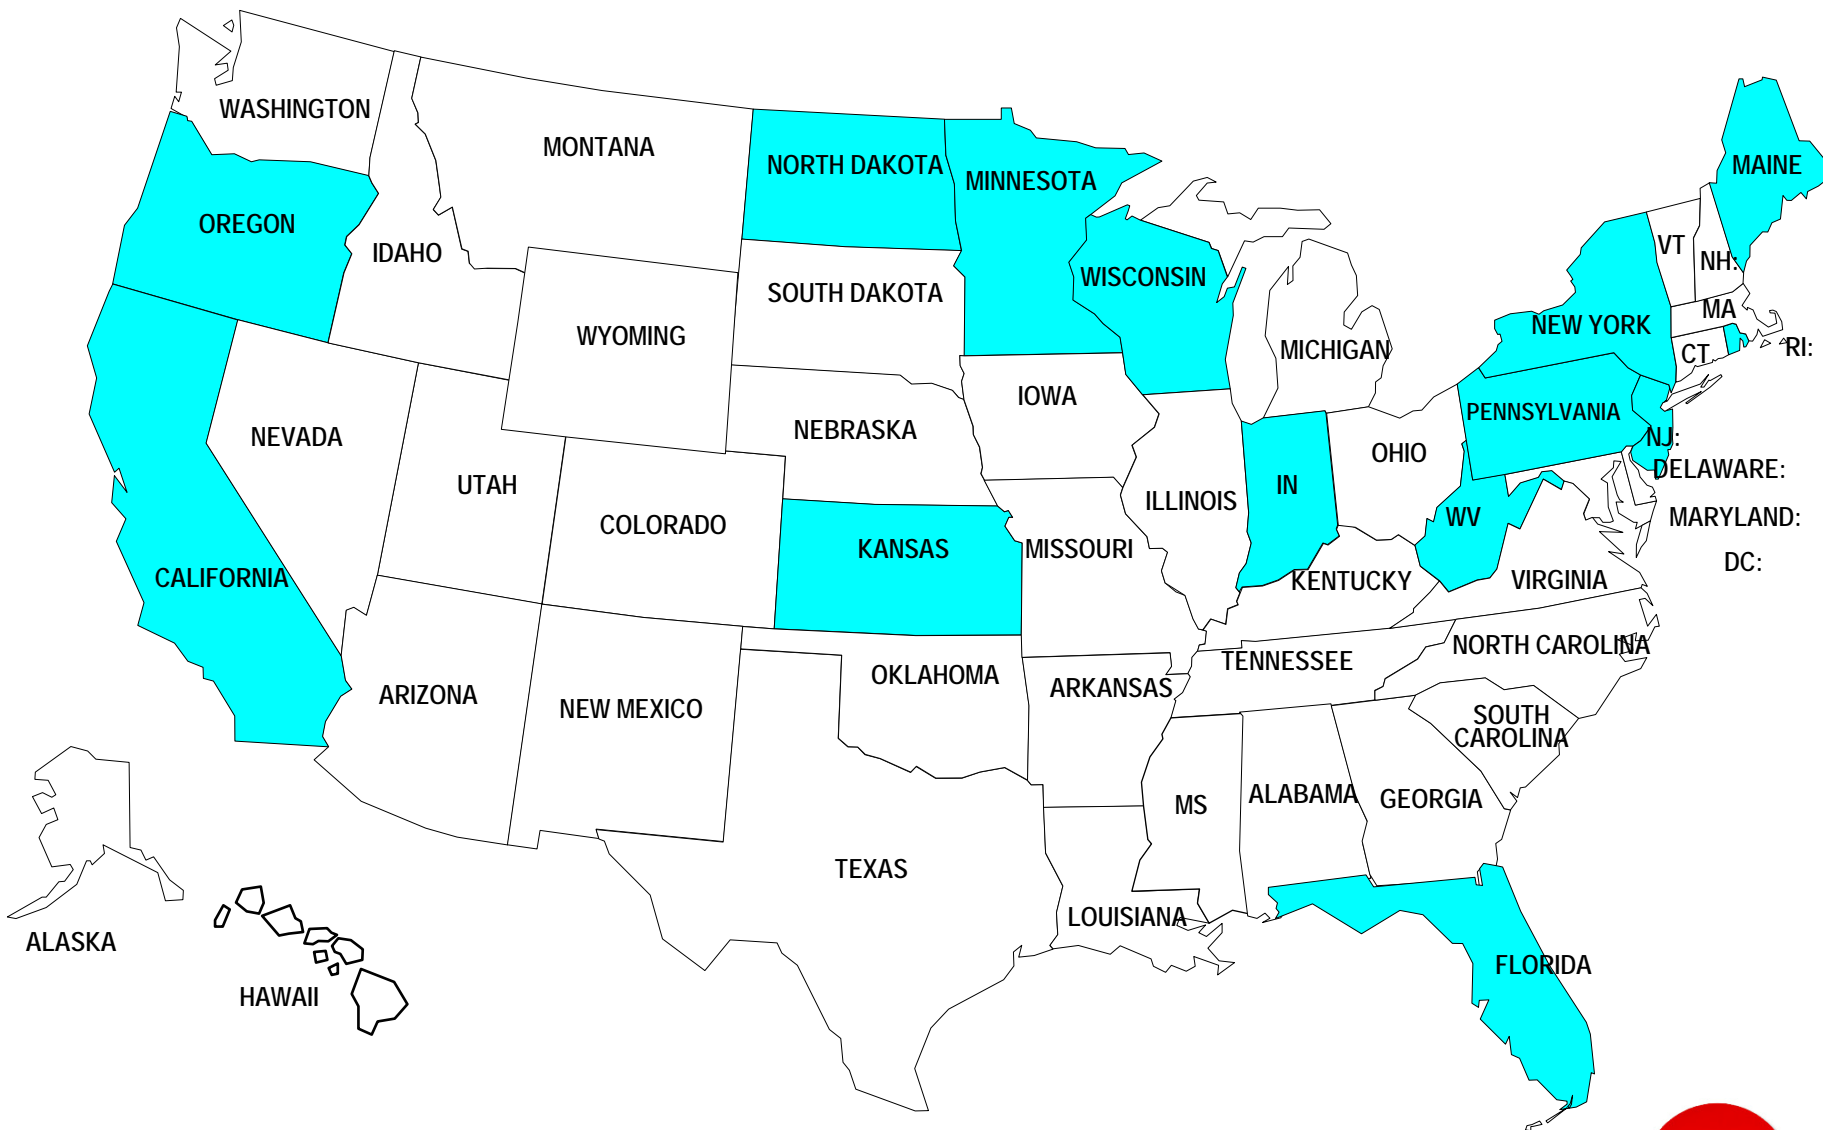 WASHINGTON
MONTANA
NORTH DAKOTA
MINNESOTA
MAINE
OREGON
IDAHO
VT
NH:
WISCONSIN
SOUTH DAKOTA
MA
NEW YORK
WYOMING
MICHIGAN
CT
RI:
IOWA
PENNSYLVANIA
NEVADA
NEBRASKA
OHIO
NJ:
DELAWARE:
UTAH
ILLINOIS
IN
COLORADO
WV
MARYLAND:
KANSAS
MISSOURI
DC:
CALIFORNIA
KENTUCKY
VIRGINIA
NORTH CAROLINA
TENNESSEE
OKLAHOMA
ARKANSAS
ARIZONA
NEW MEXICO
SOUTH
CAROLINA
MS
ALABAMA
GEORGIA
TEXAS
LOUISIANA
ALASKA
FLORIDA
HAWAII